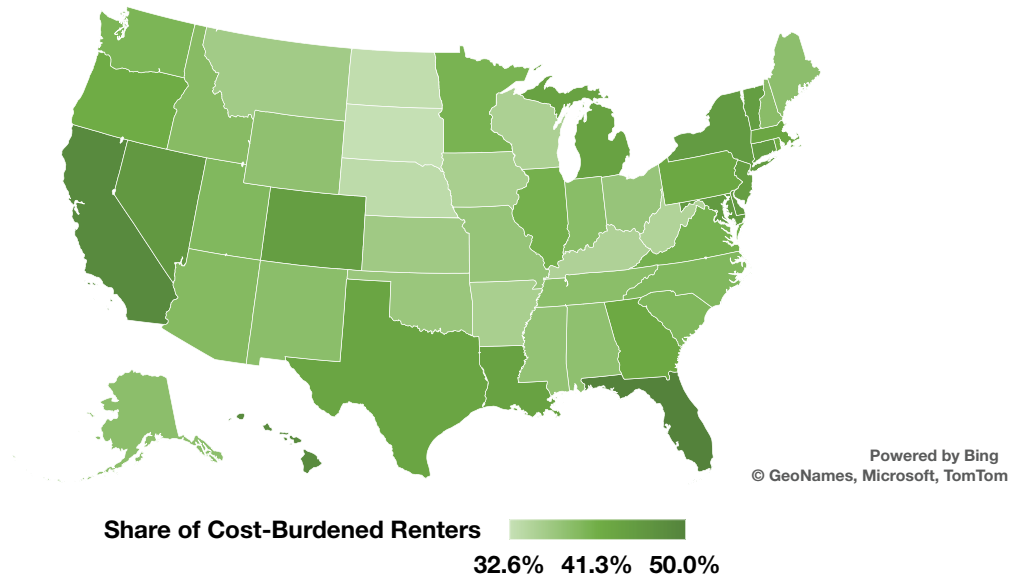 Powered by Bing
© GeoNames, Microsoft, TomTom
Share of Cost-Burdened Renters
32.6% 41.3% 50.0%